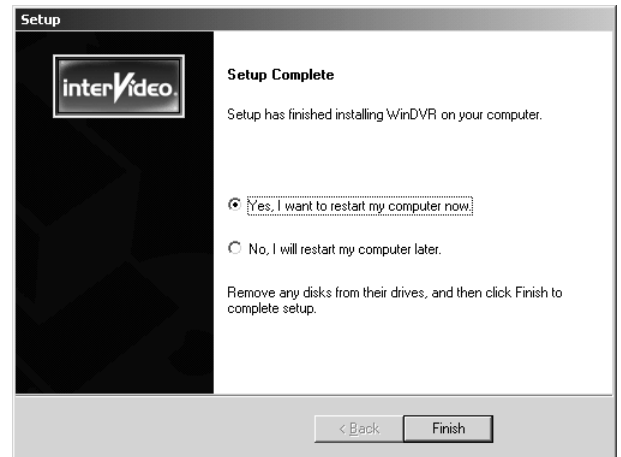 Setup
interVideo.
Setup Complete
Setup has finished installing WinDVR on your computer.
Yes, I want to restart my computer now.
No, I will restart my computer later.
Remove any disks from their drives, and then click Finish to
complete setup.
< Back
Finish